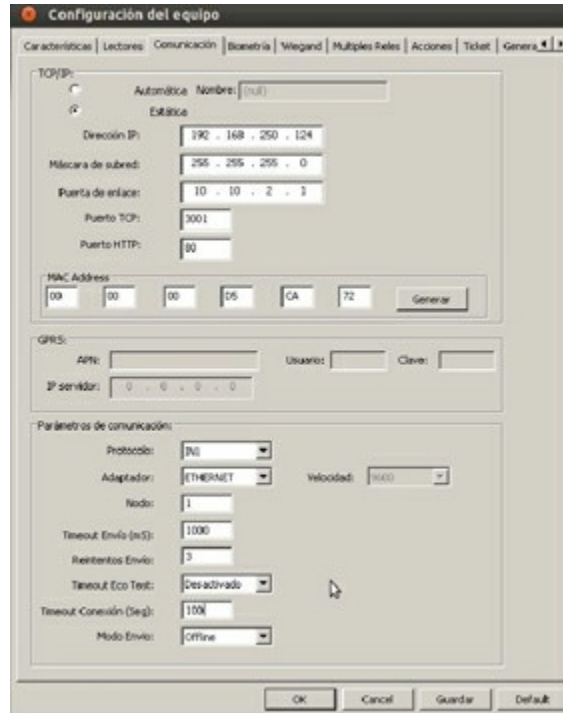 Configuración del equipo
Características Lectores Comunicación Biometría Wiegand Multiples Reles Acciones Ticket Genera
TCP/IP:
Automática Nombre: (null)
Estática
Dirección IP: 192 . 168 . 250 . 124
Máscara de subred: 255 . 255 . 255 . 0
Puerta de enlace: 10 . 10 . 2 . 1
Puerto TCP: 3001
Puerto HTTP: 80
MAC Address
00 00 00 D5 CA 72 Generar
GPRS:
APN: Usuario: Clave:
IP servidor: 0 . 0 . 0 . 0
Parámetros de comunicación:
Protocolo: IN1
Adaptador: ETHERNET Velocidad: 9600
Nodo: 1
Timeout Envío (mS): 1000
Reintentos Envío: 3
Timeout Eco Test: Desactivado
Timeout Conexión (Seg): 100
Modo Envio: Offline
OK Cancel Guardar Default